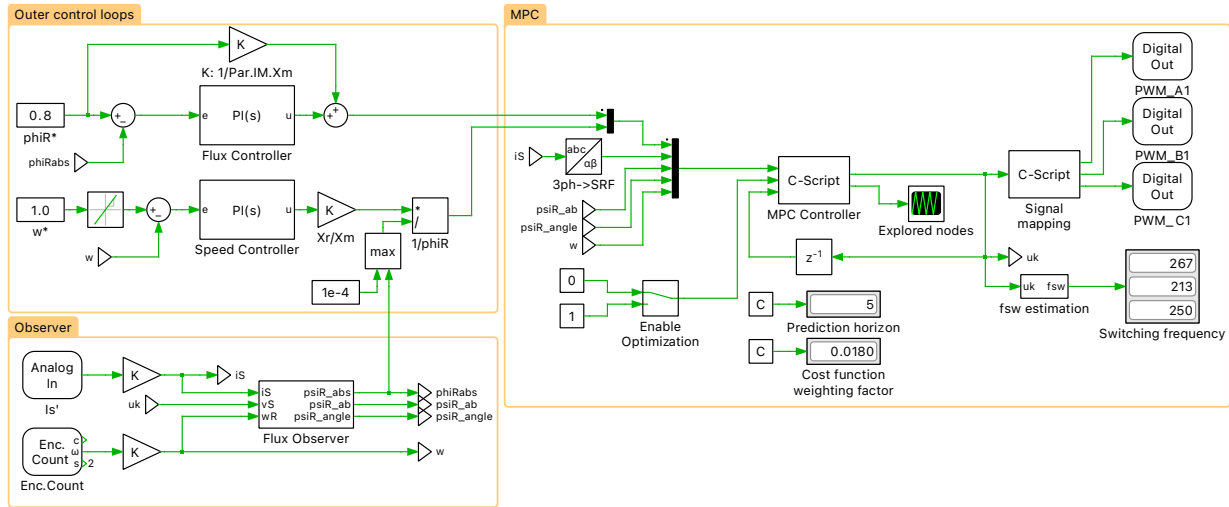 Outer control loops
K
K: 1/Par.IM.Xm
0.8
phiR*
+
−
e
PI(s)
u
Flux Controller
+
+
phiRabs
1.0
w*
+
−
e
PI(s)
u
Speed Controller
K
Xr/Xm
*
/
1/phiR
w
max
1e-4
Observer
Analog
In
Is'
K
iS
uk
iS
vS
wR
psiR_abs
psiR_ab
psiR_angle
Flux Observer
phiRabs
psiR_ab
psiR_angle
Enc.
Count
c
ω
s
2
Enc.Count
K
w
MPC
iS
abc
αβ
3ph->SRF
psiR_ab
psiR_angle
w
0
1
Enable
Optimization
C-Script
MPC Controller
Explored nodes
z⁻¹
C
5
Prediction horizon
C
0.0180
Cost function
weighting factor
C-Script
Signal
mapping
Digital
Out
PWM_A1
Digital
Out
PWM_B1
Digital
Out
PWM_C1
uk
uk
fsw
fsw estimation
267
213
250
Switching frequency